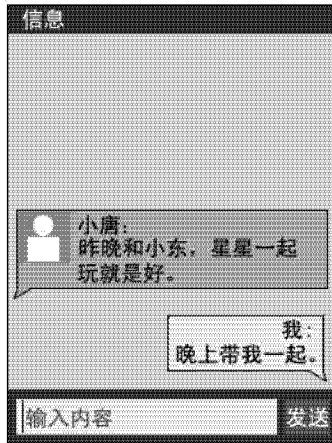 信息
小唐:
昨晚和小东，星星一起
玩就是好。
我:
晚上带我一起。
输入内容
发送